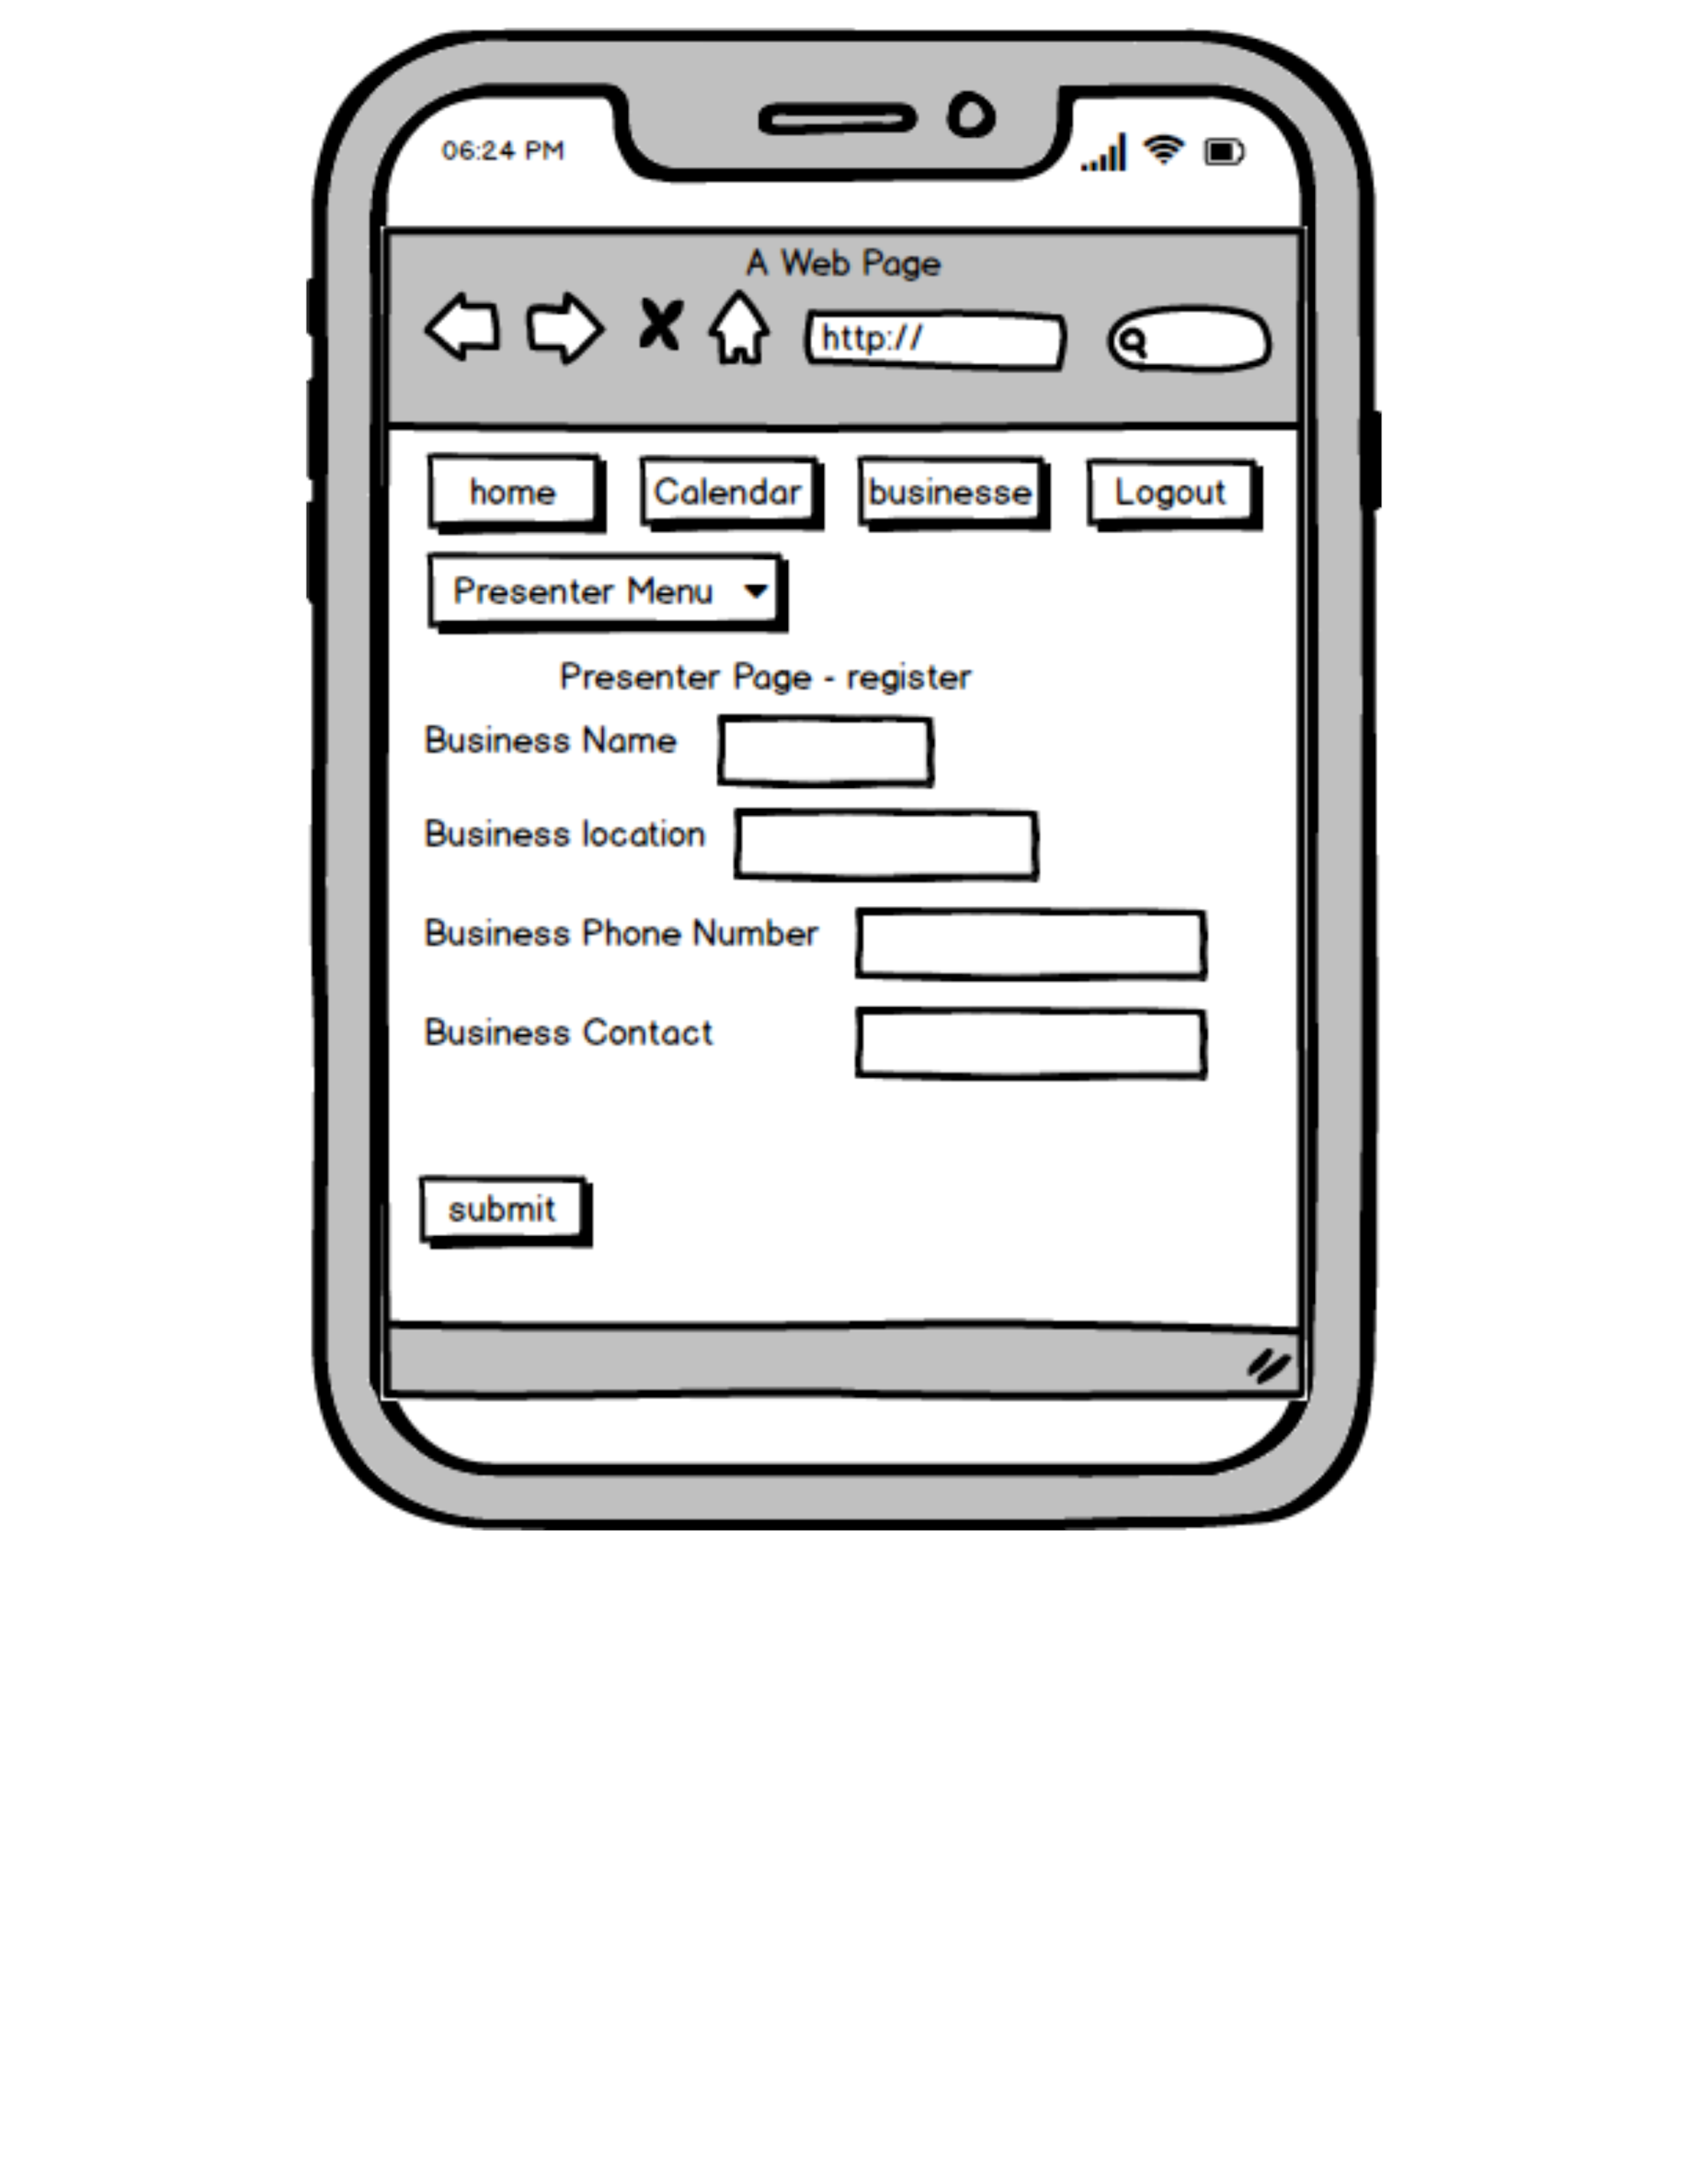 06:24 PM
A Web Page
http://
home Calendar businesse Logout
Presenter Menu
Presenter Page - register
Business Name
Business location
Business Phone Number
Business Contact
submit